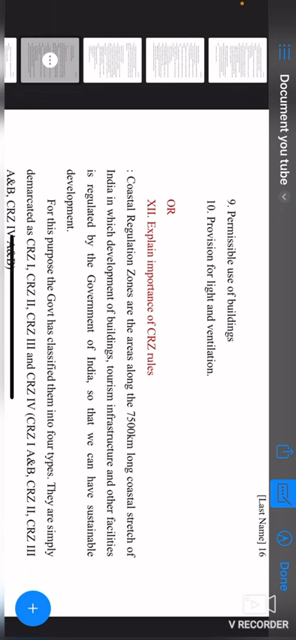 Document you tube
Done
[Last Name] 16
9. Permissible use of buildings
10. Provision for light and ventilation.
OR
XII. Explain importance of CRZ rules
: Coastal Regulation Zones are the areas along the 7500km long coastal stretch of
India in which development of buildings, tourism infrastructure and other facilities
is regulated by the Government of India, so that we can have sustainable
development.
For this purpose the Govt has classified them into four types. They are simply
demarcated as CRZ I, CRZ II, CRZ III and CRZ IV (CRZ I A&B, CRZ II, CRZ III
A&B, CRZ IV A&B)
V RECORDER